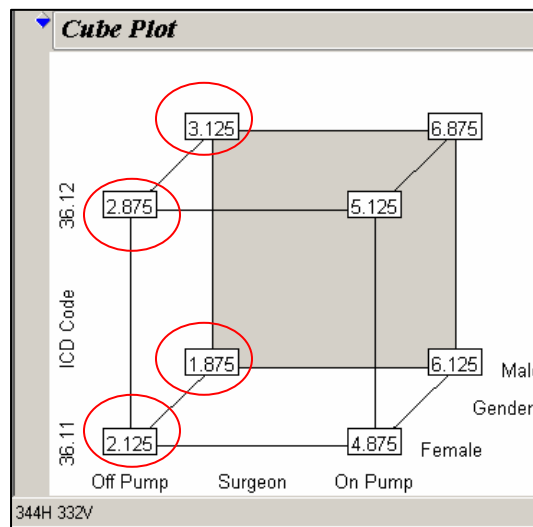 Cube Plot
3.125 6.875
36.12 2.875 5.125
ICD Code
1.875 6.125
Male
Gender
36.11 2.125 4.875 Female
Off Pump Surgeon On Pump
344H 332V